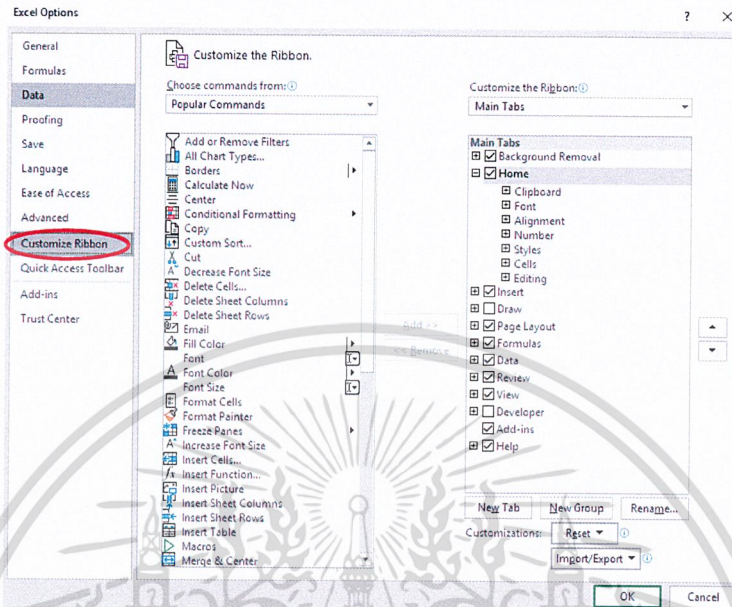 Excel Options
?
General
Formulas
Data
Proofing
Save
Language
Ease of Access
Advanced
Customize Ribbon
Quick Access Toolbar
Add-ins
Trust Center
Customize the Ribbon.
Choose commands from:
Popular Commands
Add or Remove Filters
All Chart Types...
Borders
Calculate Now
Center
Conditional Formatting
Copy
Custom Sort...
Cut
Decrease Font Size
Delete Cells...
Delete Sheet Columns
Delete Sheet Rows
Email
Fill Color
Font
Font Color
Font Size
Format Cells
Format Painter
Freeze Panes
Increase Font Size
Insert Cells...
Insert Function...
Insert Picture
Insert Sheet Columns
Insert Sheet Rows
Insert Table
Macros
Merge & Center
Add >>
<< Remove
Customize the Ribbon:
Main Tabs
Main Tabs
Background Removal
Home
Clipboard
Font
Alignment
Number
Styles
Cells
Editing
Insert
Draw
Page Layout
Formulas
Data
Review
View
Developer
Add-ins
Help
New Tab
New Group
Rename...
Customizations:
Reset
Import/Export
OK
Cancel